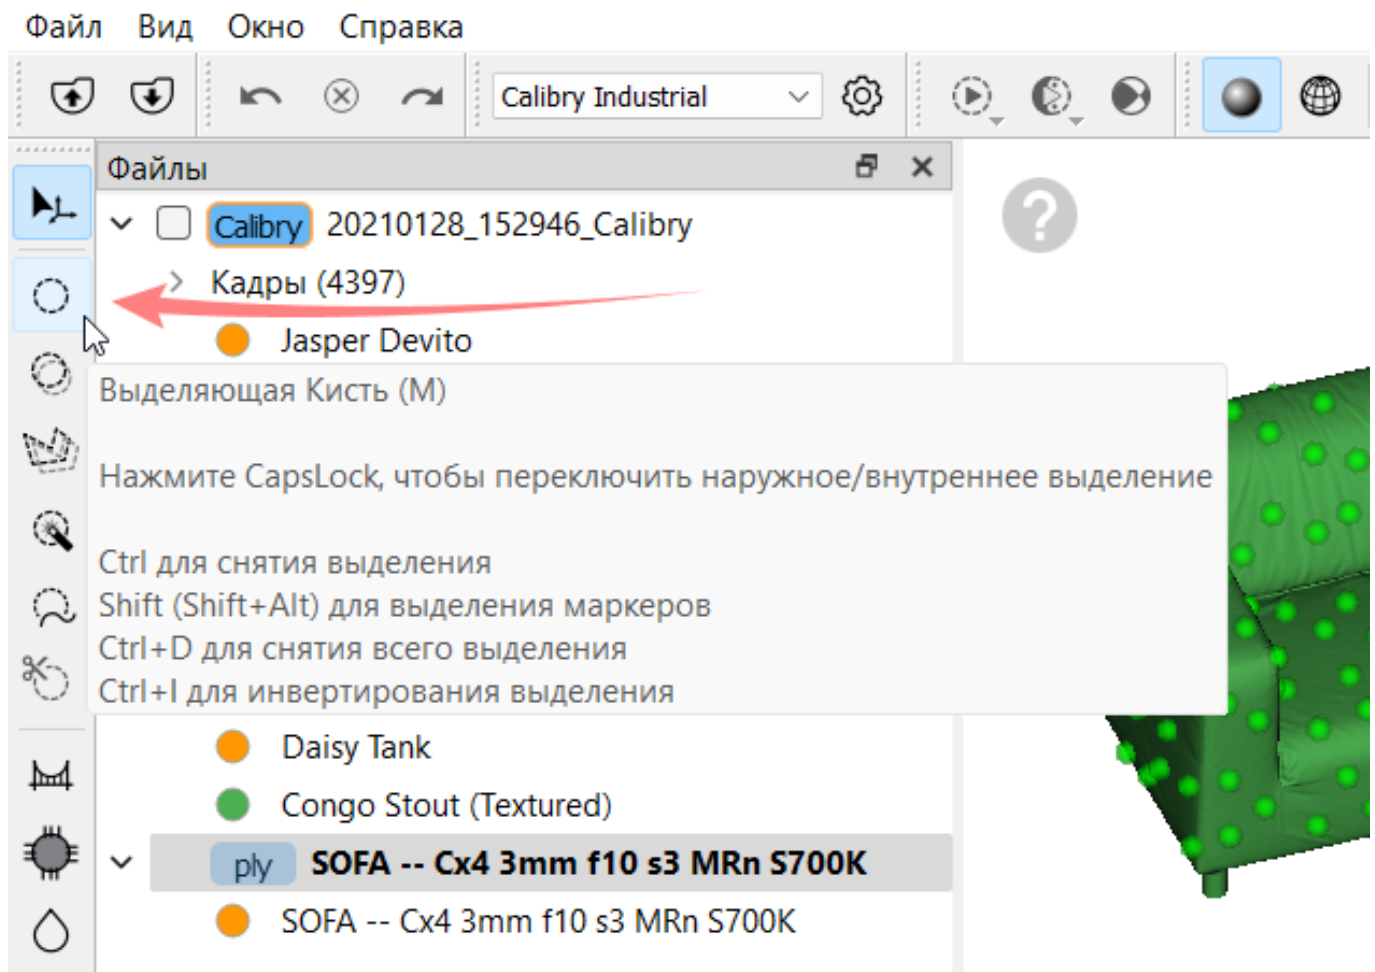 Файл Вид Окно Справка
Calibry Industrial
Файлы
Calibry 20210128_152946_Calibry
Кадры (4397)
Jasper Devito
Выделяющая Кисть (M)
Нажмите CapsLock, чтобы переключить наружное/внутреннее выделение
Ctrl для снятия выделения
Shift (Shift+Alt) для выделения маркеров
Ctrl+D для снятия всего выделения
Ctrl+I для инвертирования выделения
Daisy Tank
Congo Stout (Textured)
ply SOFA -- Cx4 3mm f10 s3 MRn S700K
SOFA -- Cx4 3mm f10 s3 MRn S700K